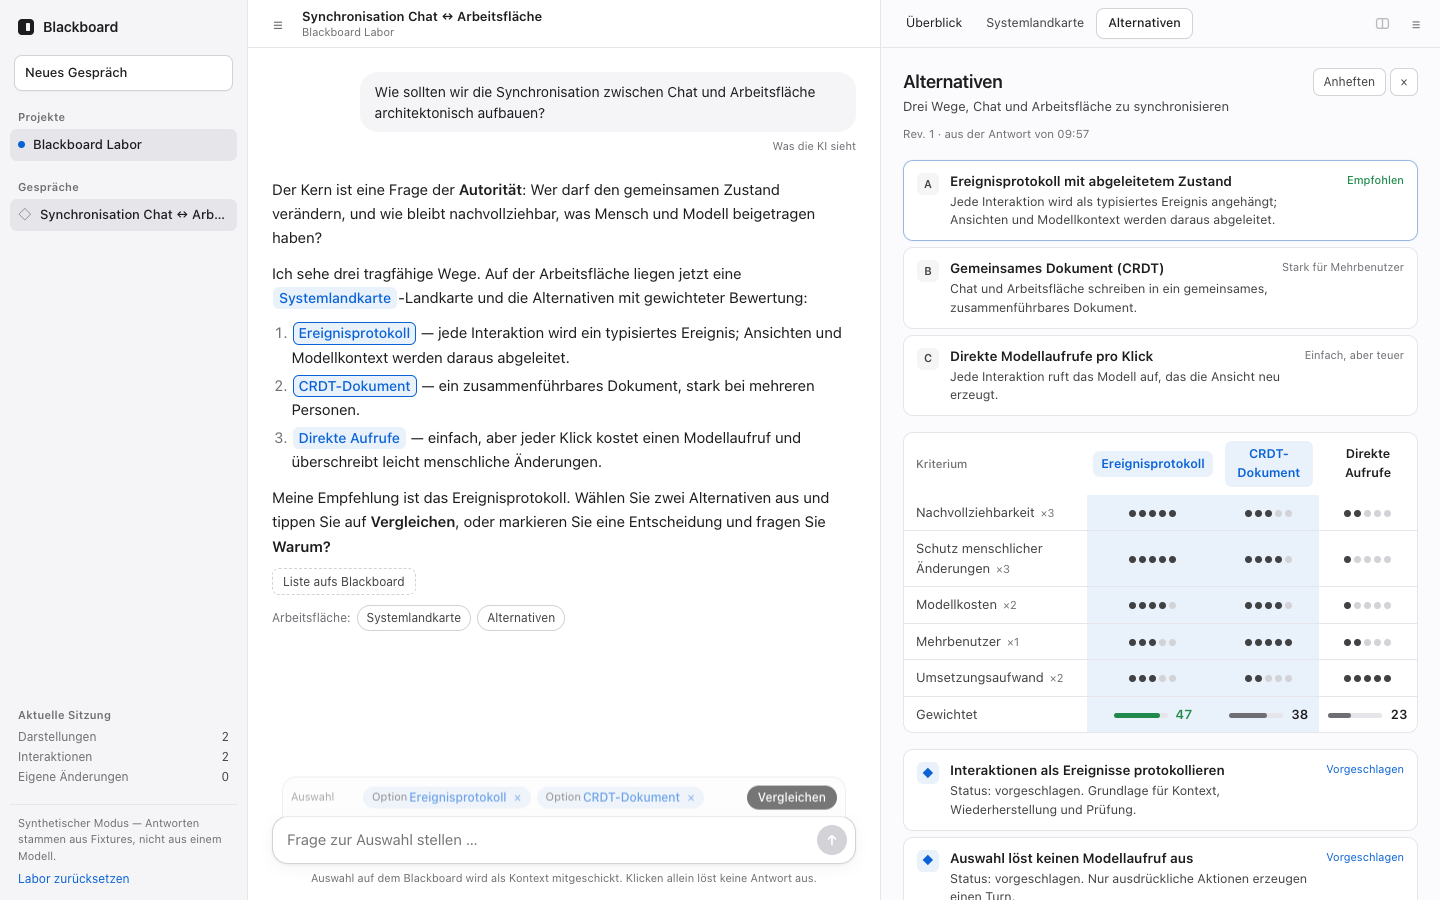 Blackboard
Neues Gespräch
Projekte
Blackboard Labor
Gespräche
Synchronisation Chat ↔ Arb...
Aktuelle Sitzung
Darstellungen 2
Interaktionen 2
Eigene Änderungen 0
Synthetischer Modus — Antworten
stammen aus Fixtures, nicht aus einem
Modell.
Labor zurücksetzen
Synchronisation Chat ↔ Arbeitsfläche
Blackboard Labor
Wie sollten wir die Synchronisation zwischen Chat und Arbeitsfläche
architektonisch aufbauen?
Was die KI sieht
Der Kern ist eine Frage der Autorität: Wer darf den gemeinsamen Zustand
verändern, und wie bleibt nachvollziehbar, was Mensch und Modell beigetragen
haben?
Ich sehe drei tragfähige Wege. Auf der Arbeitsfläche liegen jetzt eine
Systemlandkarte -Landkarte und die Alternativen mit gewichteter Bewertung:
1. Ereignisprotokoll — jede Interaktion wird ein typisiertes Ereignis; Ansichten und
Modellkontext werden daraus abgeleitet.
2. CRDT-Dokument — ein zusammenführbares Dokument, stark bei mehreren
Personen.
3. Direkte Aufrufe — einfach, aber jeder Klick kostet einen Modellaufruf und
überschreibt leicht menschliche Änderungen.
Meine Empfehlung ist das Ereignisprotokoll. Wählen Sie zwei Alternativen aus und
tippen Sie auf Vergleichen, oder markieren Sie eine Entscheidung und fragen Sie
Warum?
Liste aufs Blackboard
Arbeitsfläche: Systemlandkarte Alternativen
Auswahl Option Ereignisprotokoll × Option CRDT-Dokument × Vergleichen
Frage zur Auswahl stellen ...
Auswahl auf dem Blackboard wird als Kontext mitgeschickt. Klicken allein löst keine Antwort aus.
Überblick Systemlandkarte Alternativen
Alternativen
Anheften ×
Drei Wege, Chat und Arbeitsfläche zu synchronisieren
Rev. 1 · aus der Antwort von 09:57
A Ereignisprotokoll mit abgeleitetem Zustand Empfohlen
Jede Interaktion wird als typisiertes Ereignis angehängt;
Ansichten und Modellkontext werden daraus abgeleitet.
B Gemeinsames Dokument (CRDT) Stark für Mehrbenutzer
Chat und Arbeitsfläche schreiben in ein gemeinsames,
zusammenführbares Dokument.
C Direkte Modellaufrufe pro Klick Einfach, aber teuer
Jede Interaktion ruft das Modell auf, das die Ansicht neu
erzeugt.
Kriterium Ereignisprotokoll CRDT-
Dokument Direkte
Aufrufe
Nachvollziehbarkeit ×3
Schutz menschlicher
Änderungen ×3
Modellkosten ×2
Mehrbenutzer ×1
Umsetzungsaufwand ×2
Gewichtet 47 38 23
Interaktionen als Ereignisse protokollieren Vorgeschlagen
Status: vorgeschlagen. Grundlage für Kontext,
Wiederherstellung und Prüfung.
Auswahl löst keinen Modellaufruf aus Vorgeschlagen
Status: vorgeschlagen. Nur ausdrückliche Aktionen erzeugen
einen Turn.